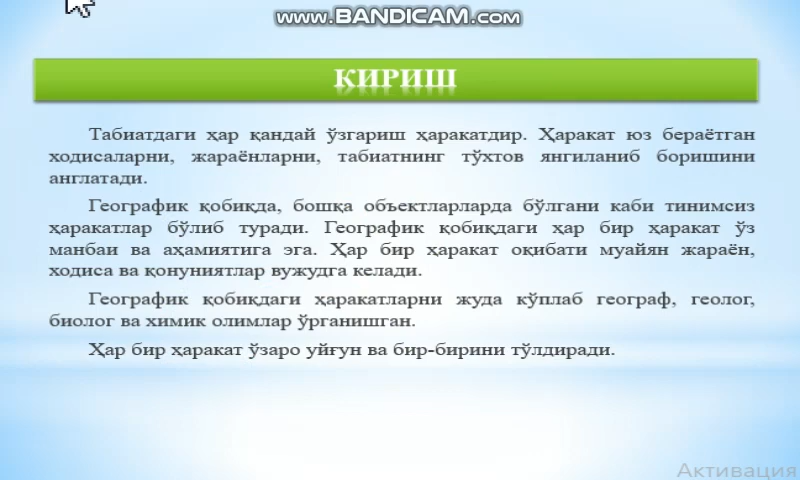 www.BANDICAM.com
КИРИШ
Табиатдаги ҳар қандай ўзгариш ҳаракатдир. Ҳаракат юз бераётган
ходисаларни, жараёнларни, табиатнинг тўхтов янгиланиб боришини
англатади.
Географик қобиқда, бошқа объектларларда бўлгани каби тинимсиз
ҳаракатлар бўлиб туради. Географик қобиқдаги ҳар бир ҳаракат ўз
манбаи ва аҳамиятига эга. Ҳар бир ҳаракат оқибати муайян жараён,
ходиса ва қонуниятлар вужудга келади.
Географик қобиқдаги ҳаракатларни жуда кўплаб географ, геолог,
биолог ва химик олимлар ўрганишган.
Ҳар бир ҳаракат ўзаро уйғун ва бир-бирини тўлдиради.
Активация